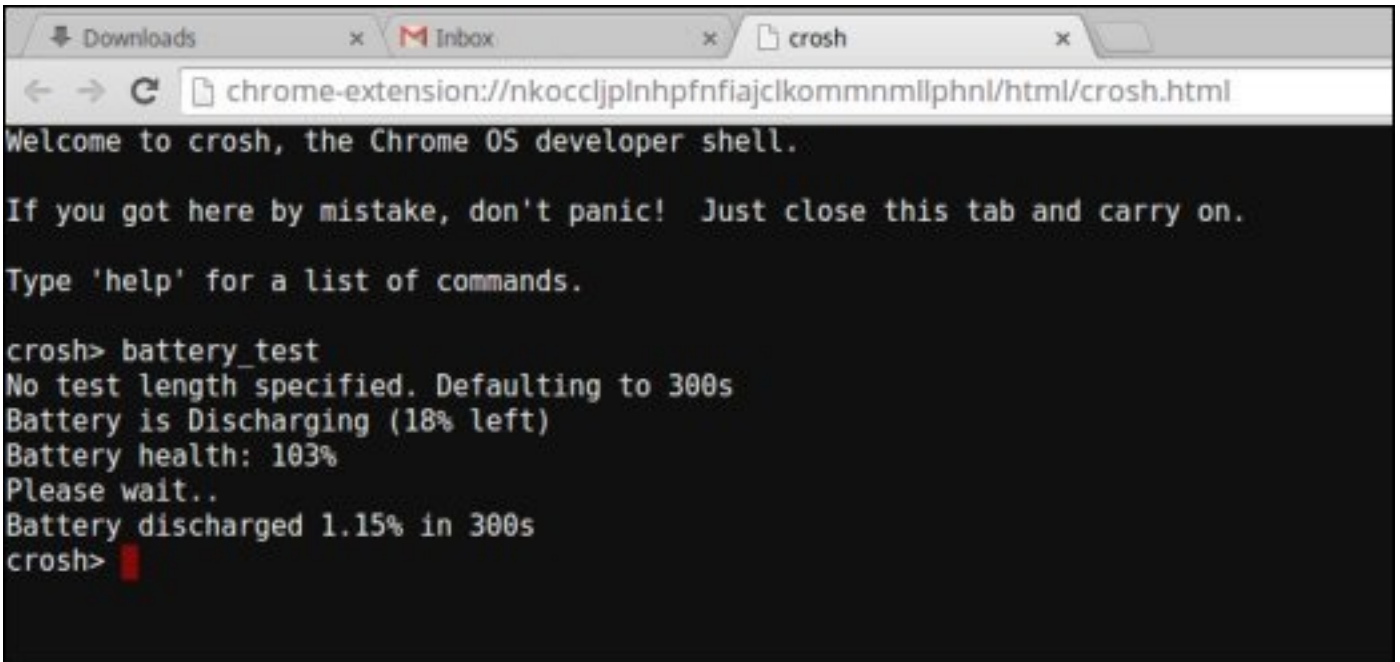 Downloads
Inbox
crosh
chrome-extension://nkoccljplnhpfnfiajclkommnmllphnl/html/crosh.html
Welcome to crosh, the Chrome OS developer shell.
If you got here by mistake, don't panic!  Just close this tab and carry on.
Type 'help' for a list of commands.
crosh> battery_test
No test length specified. Defaulting to 300s
Battery is Discharging (18% left)
Battery health: 103%
Please wait..
Battery discharged 1.15% in 300s
crosh>